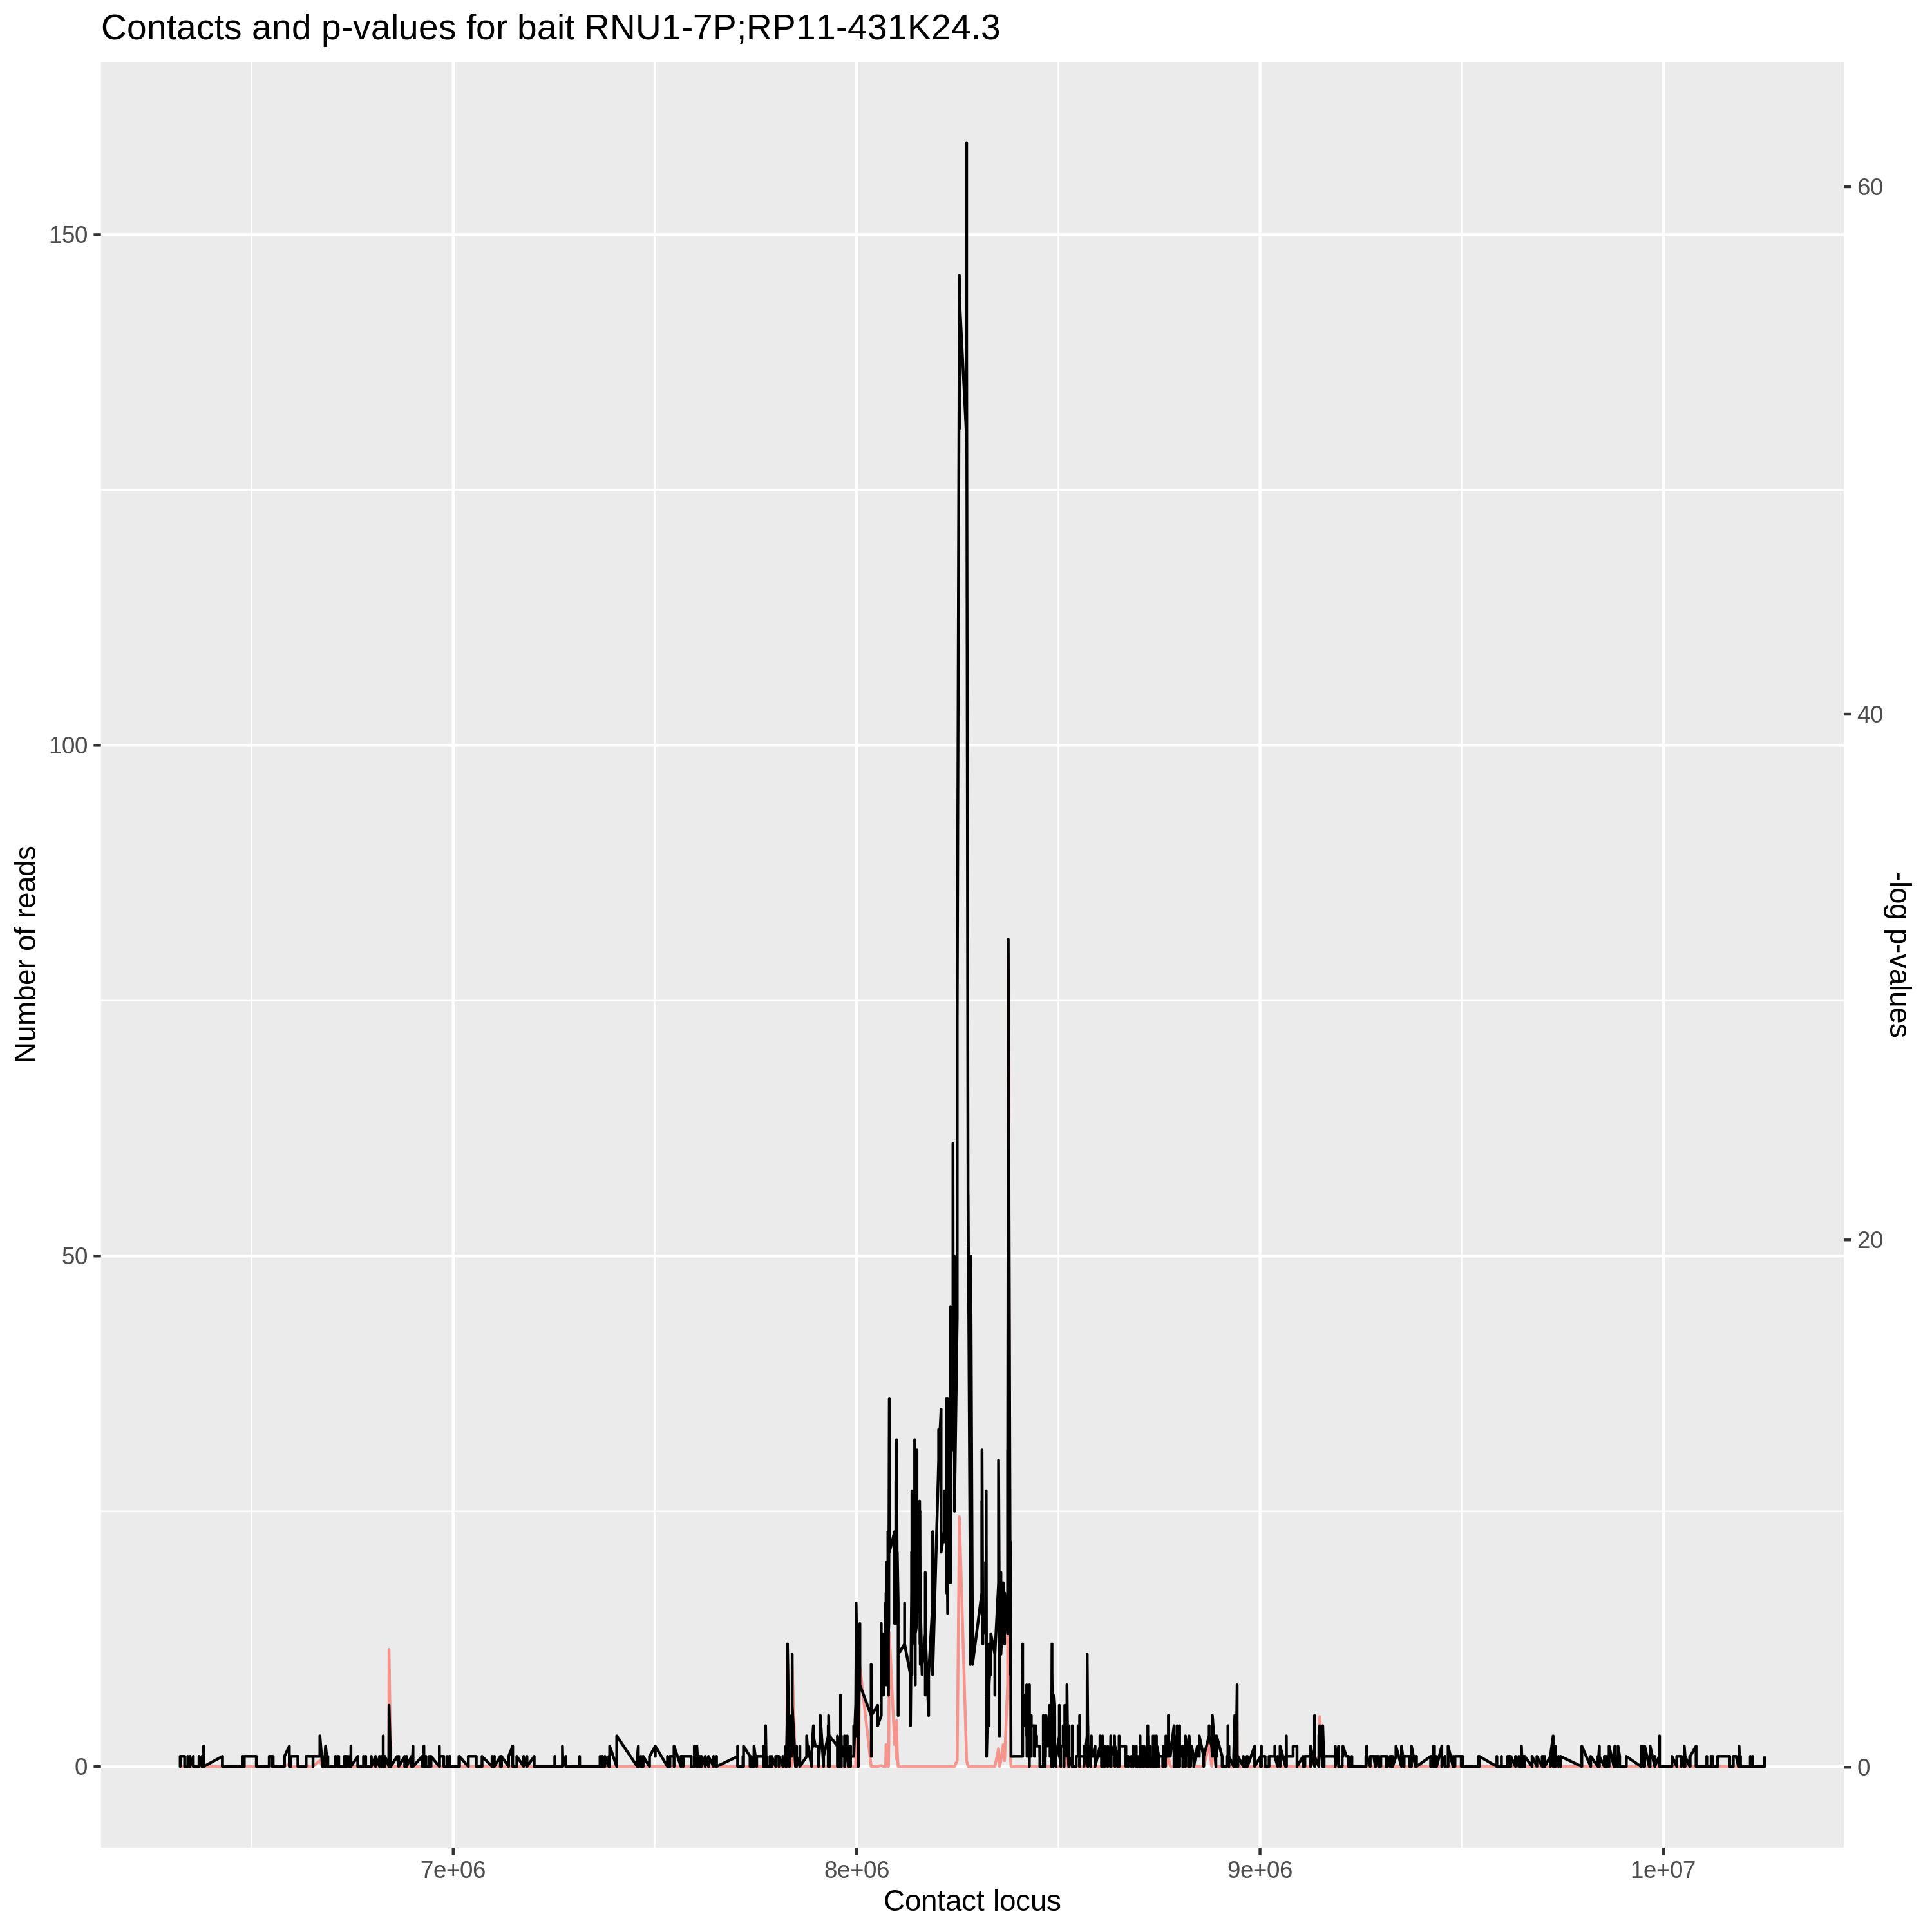 Contacts and p-values for bait RNU1-7P;RP11-431K24.3
150
100
50
0
60
40
20
0
Number of reads
-log p-values
7e+06
8e+06
9e+06
1e+07
Contact locus